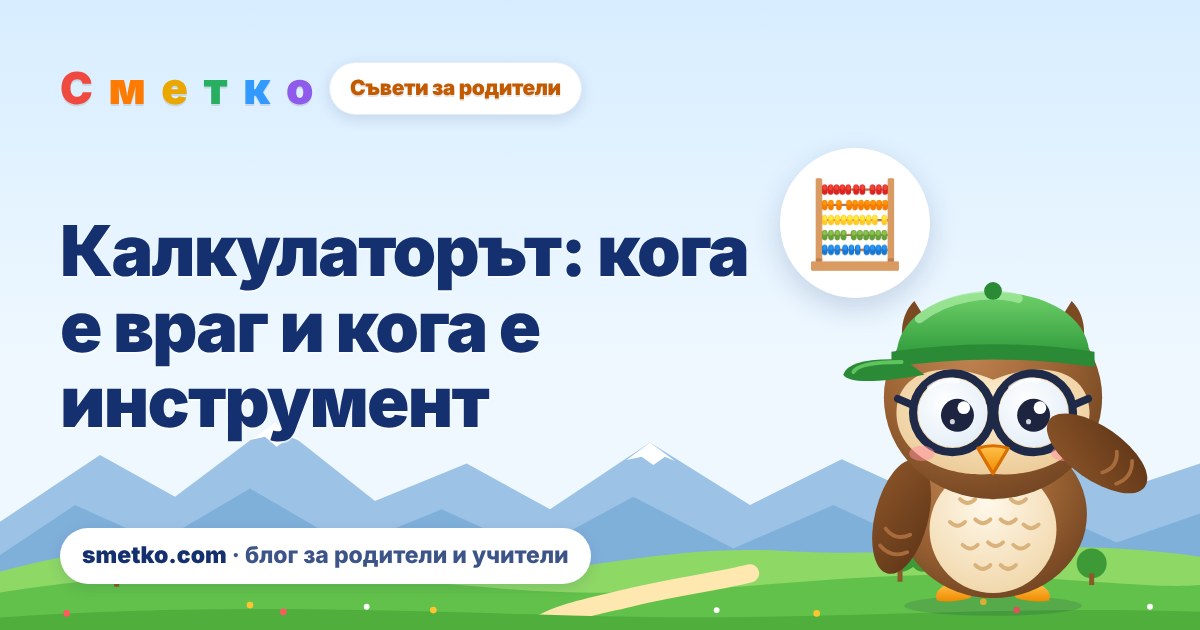 Сметко
Съвети за родители
Калкулаторът: кога
е враг и кога е
инструмент
smetko.com · блог за родители и учители